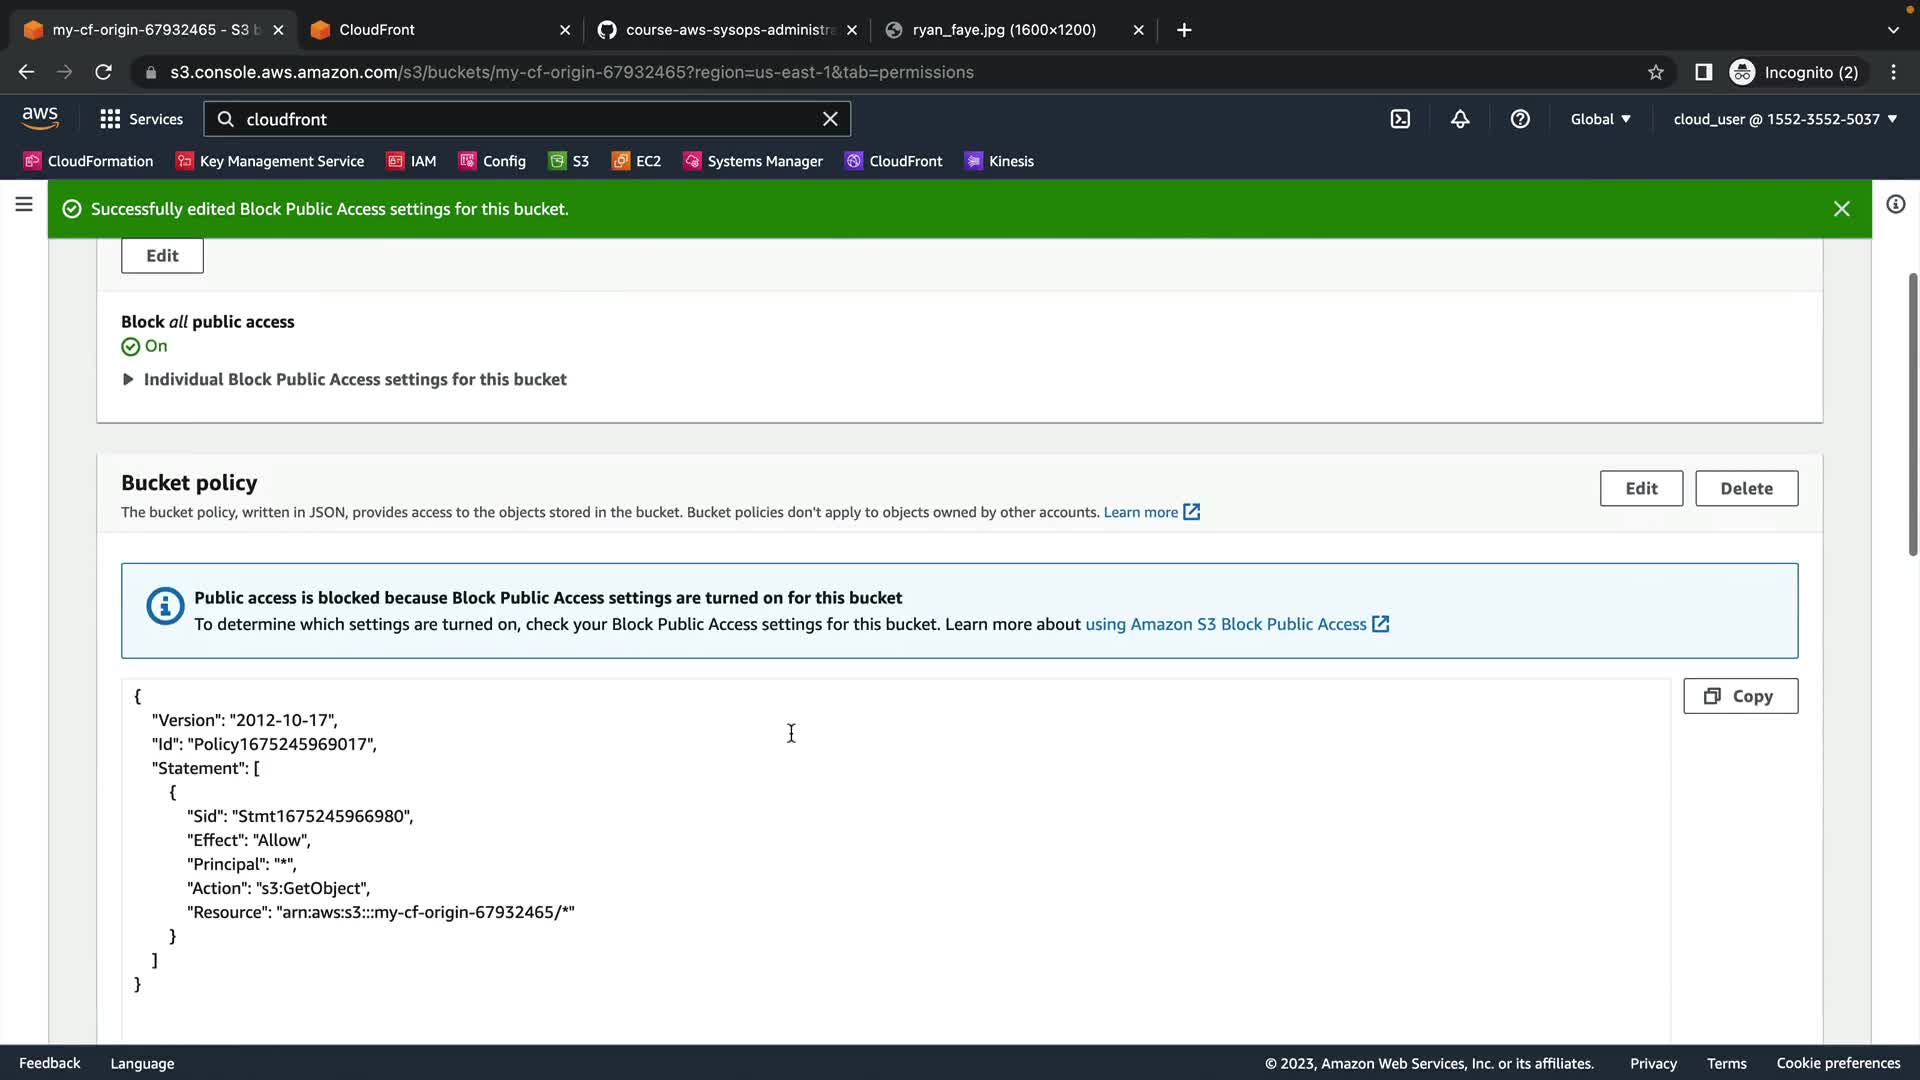 my-cf-origin-67932465 - S3 b
CloudFront
course-aws-sysops-administra
ryan_faye.jpg (1600×1200)
s3.console.aws.amazon.com/s3/buckets/my-cf-origin-67932465?region=us-east-1&tab=permissions
Incognito (2)
aws
Services
cloudfront
Global
cloud_user @ 1552-3552-5037
CloudFormation
Key Management Service
IAM
Config
S3
EC2
Systems Manager
CloudFront
Kinesis
Successfully edited Block Public Access settings for this bucket.
Edit
Block all public access
On
Individual Block Public Access settings for this bucket
Bucket policy
Edit
Delete
The bucket policy, written in JSON, provides access to the objects stored in the bucket. Bucket policies don't apply to objects owned by other accounts. Learn more
Public access is blocked because Block Public Access settings are turned on for this bucket
To determine which settings are turned on, check your Block Public Access settings for this bucket. Learn more about using Amazon S3 Block Public Access
Copy
{
"Version": "2012-10-17",
"Id": "Policy1675245969017",
"Statement": [
{
"Sid": "Stmt1675245966980",
"Effect": "Allow",
"Principal": "*",
"Action": "s3:GetObject",
"Resource": "arn:aws:s3:::my-cf-origin-67932465/*"
}
]
}
Feedback
Language
© 2023, Amazon Web Services, Inc. or its affiliates.
Privacy
Terms
Cookie preferences